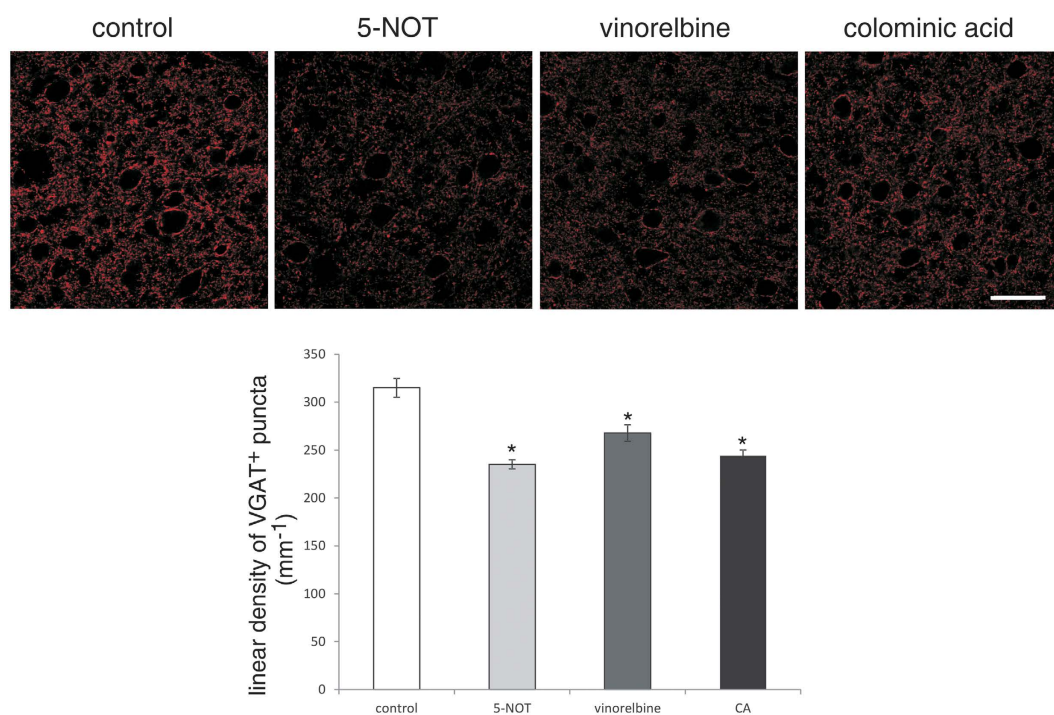 control 5-NOT vinorelbine colominic acid
linear density of VGAT+ puncta
(mm-1)
350
300
250
200
150
100
50
0
*
*
*
control 5-NOT vinorelbine CA